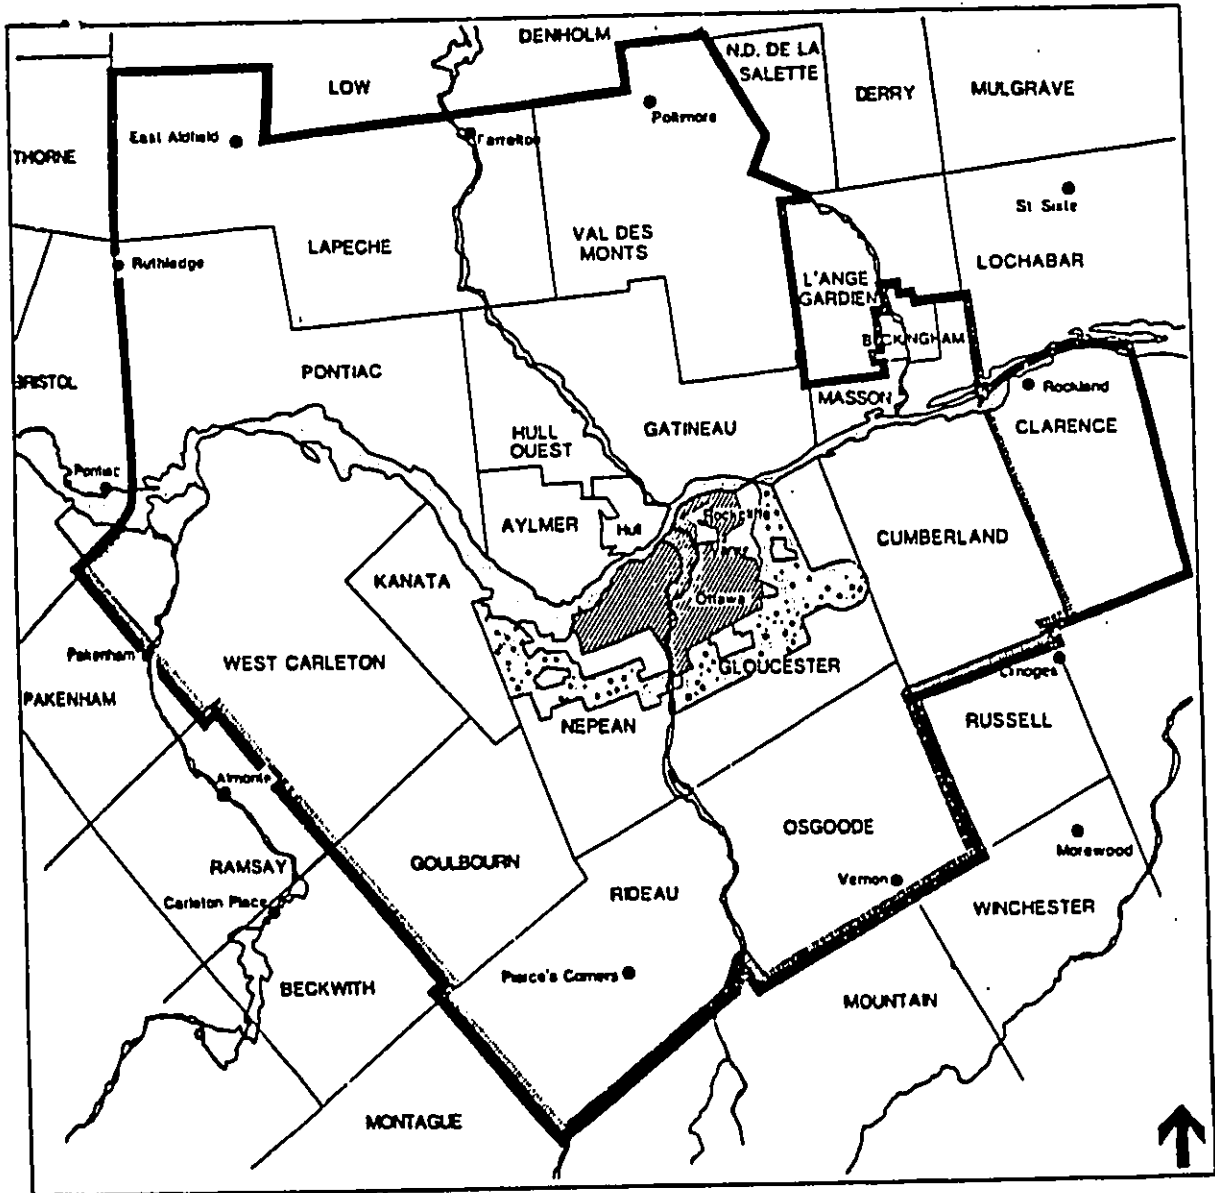 DENHOLM
N.D. DE LA
SALETTE
LOW
DERRY
MULGRAVE
Poltimore
East Aldfield
Farrelton
THORNE
St Sixte
VAL DES
MONTS
LAPECHE
Ruthledge
LOCHABAR
L'ANGE
GARDIEN
BUCKINGHAM
PONTIAC
BRISTOL
Rockland
MASSON
CLARENCE
HULL
OUEST
GATINEAU
Pontiac
AYLMER
Hull
Rockcliffe
CUMBERLAND
KANATA
Ottawa
Pakenham
WEST CARLETON
GLOUCESTER
Limoges
PAKENHAM
NEPEAN
RUSSELL
Almonte
OSGOODE
Morewood
RAMSAY
GOULBOURN
Vernon
RIDEAU
Carleton Place
WINCHESTER
Pierce's Corners
BECKWITH
MOUNTAIN
MONTAGUE